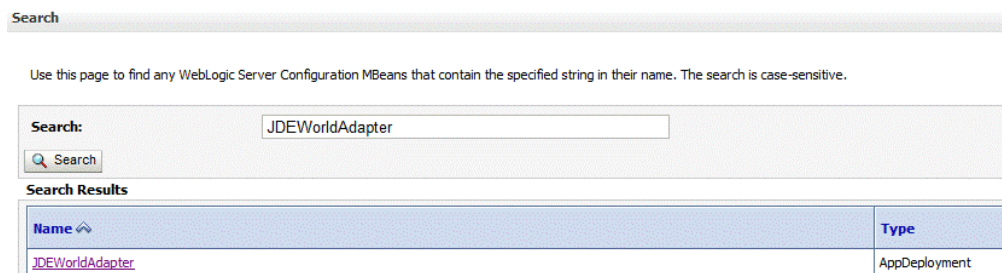 Search
Use this page to find any WebLogic Server Configuration MBeans that contain the specified string in their name. The search is case-sensitive.
Search: JDEWorldAdapter
Search
Search Results
Name Type
JDEWorldAdapter AppDeployment